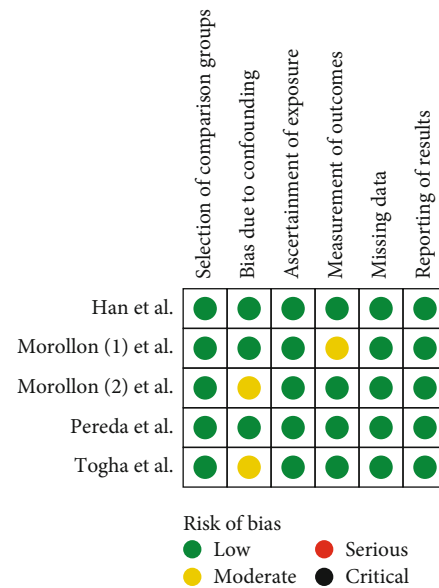 Selection of comparison groups
Bias due to confounding
Ascertainment of exposure
Measurement of outcomes
Missing data
Reporting of results
Han et al.
Morollon (1) et al.
Morollon (2) et al.
Pereda et al.
Togha et al.
Risk of bias
Low
Serious
Moderate
Critical